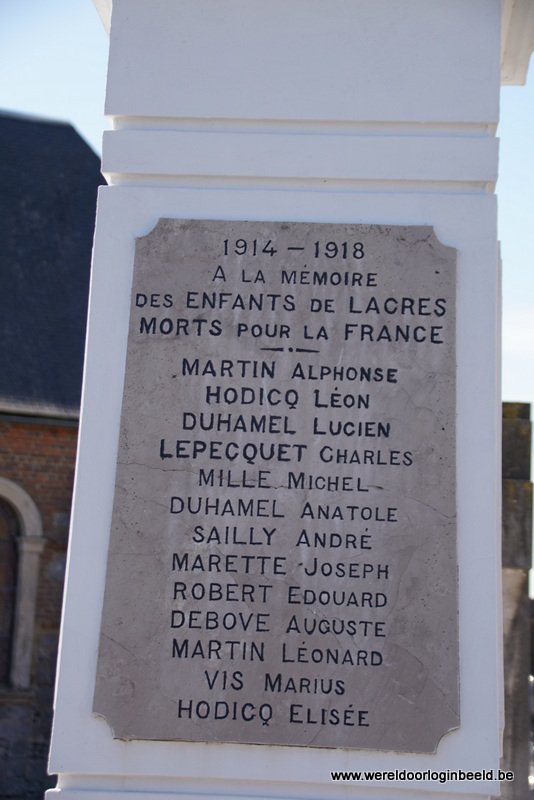 1914 - 1918
A LA MÉMOIRE
DES ENFANTS DE LACRES
MORTS POUR LA FRANCE
MARTIN ALPHONSE
HODICQ LÉON
DUHAMEL LUCIEN
LEPECQUET CHARLES
MILLE MICHEL
DUHAMEL ANATOLE
SAILLY ANDRÉ
MARETTE JOSEPH
ROBERT EDOUARD
DEBOVE AUGUSTE
MARTIN LÉONARD
VIS MARIUS
HODICQ ELISÉE
www.wereldoorloginbeeld.be